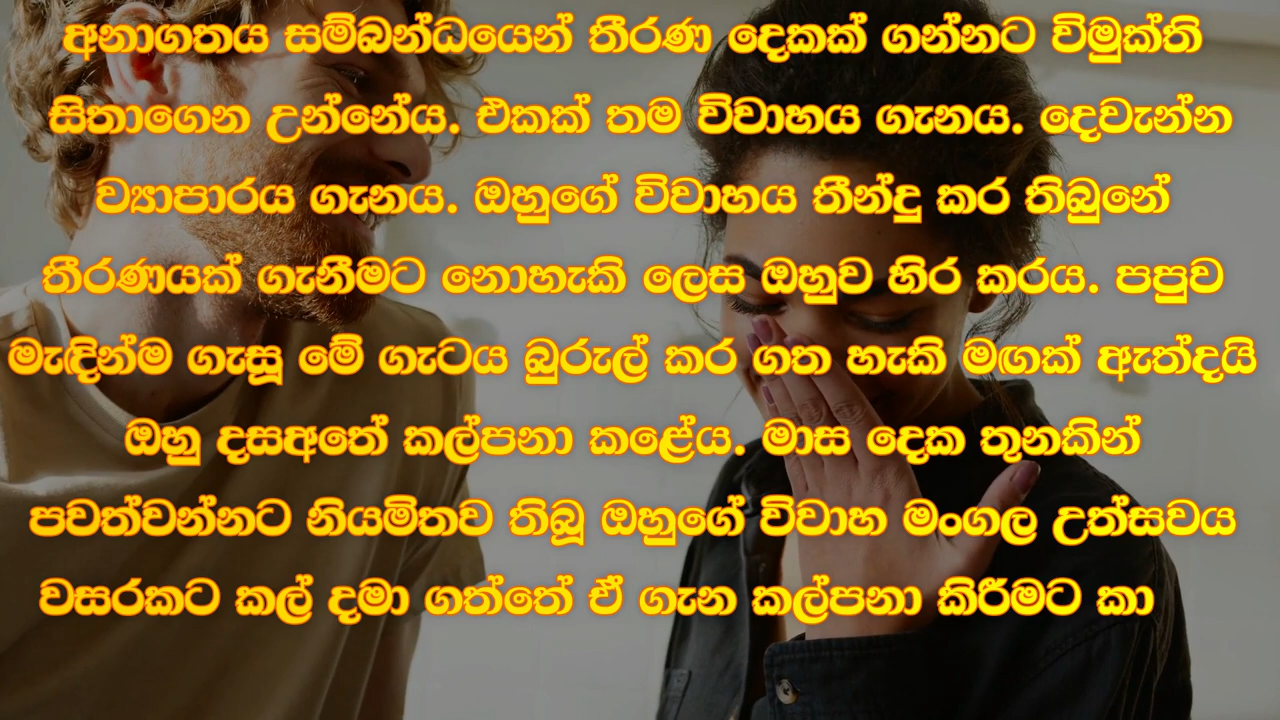 අනාගතය සම්බන්ධයෙන් තීරණ දෙකක් ගන්නට විමුක්ති
සිතාගෙන උන්නේය. එකක් තම විවාහය ගැනය. දෙවැන්න
ව්‍යාපාරය ගැනය. ඔහුගේ විවාහය තීන්දු කර තිබුනේ
තීරණයක් ගැනීමට නොහැකි ලෙස ඔහුව හිර කරය. පපුව
මැඳින්ම ගැසූ මේ ගැටය බුරුල් කර ගත හැකි මඟක් ඇත්දැයි
ඔහු දසඅතේ කල්පනා කළේය. මාස දෙක තුනකින්
පවත්වන්නට නියමිතව තිබූ ඔහුගේ විවාහ මංගල උත්සවය
වසරකට කල් දමා ගත්තේ ඒ ගැන කල්පනා කිරීමට කා